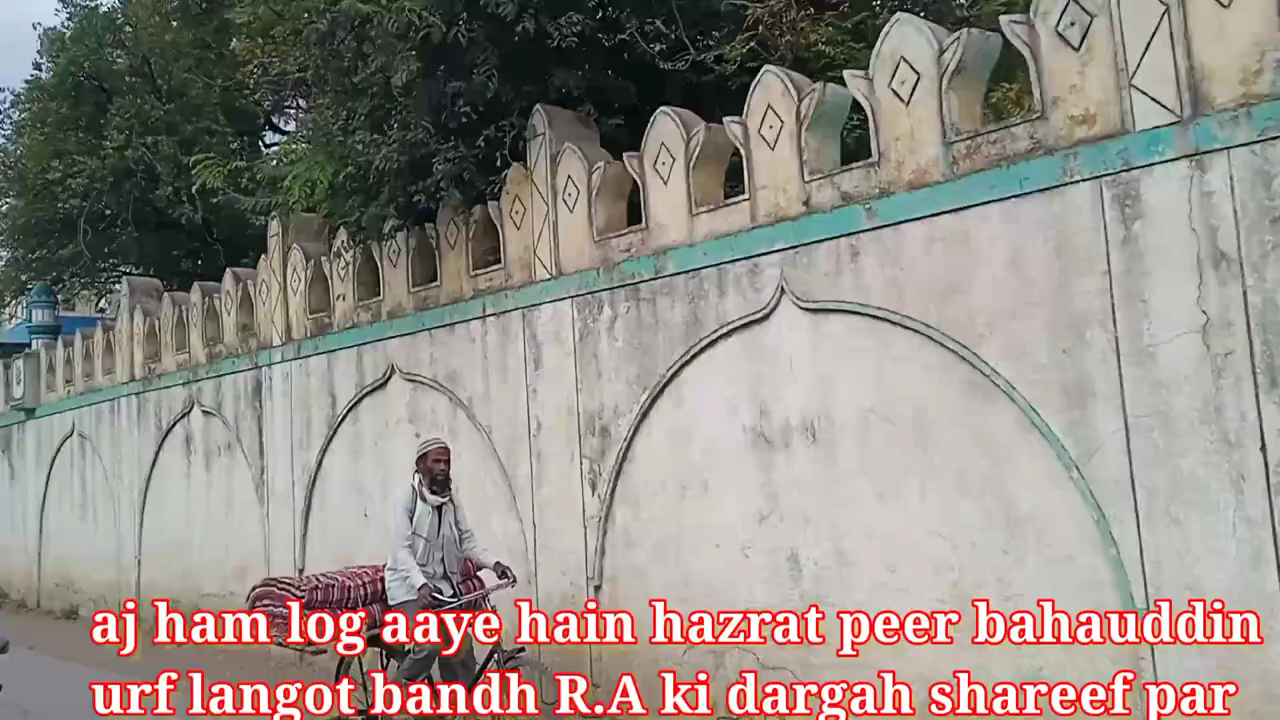 aj ham log aaye hain hazrat peer bahauddin
urf langot bandh R.A ki dargah shareef par